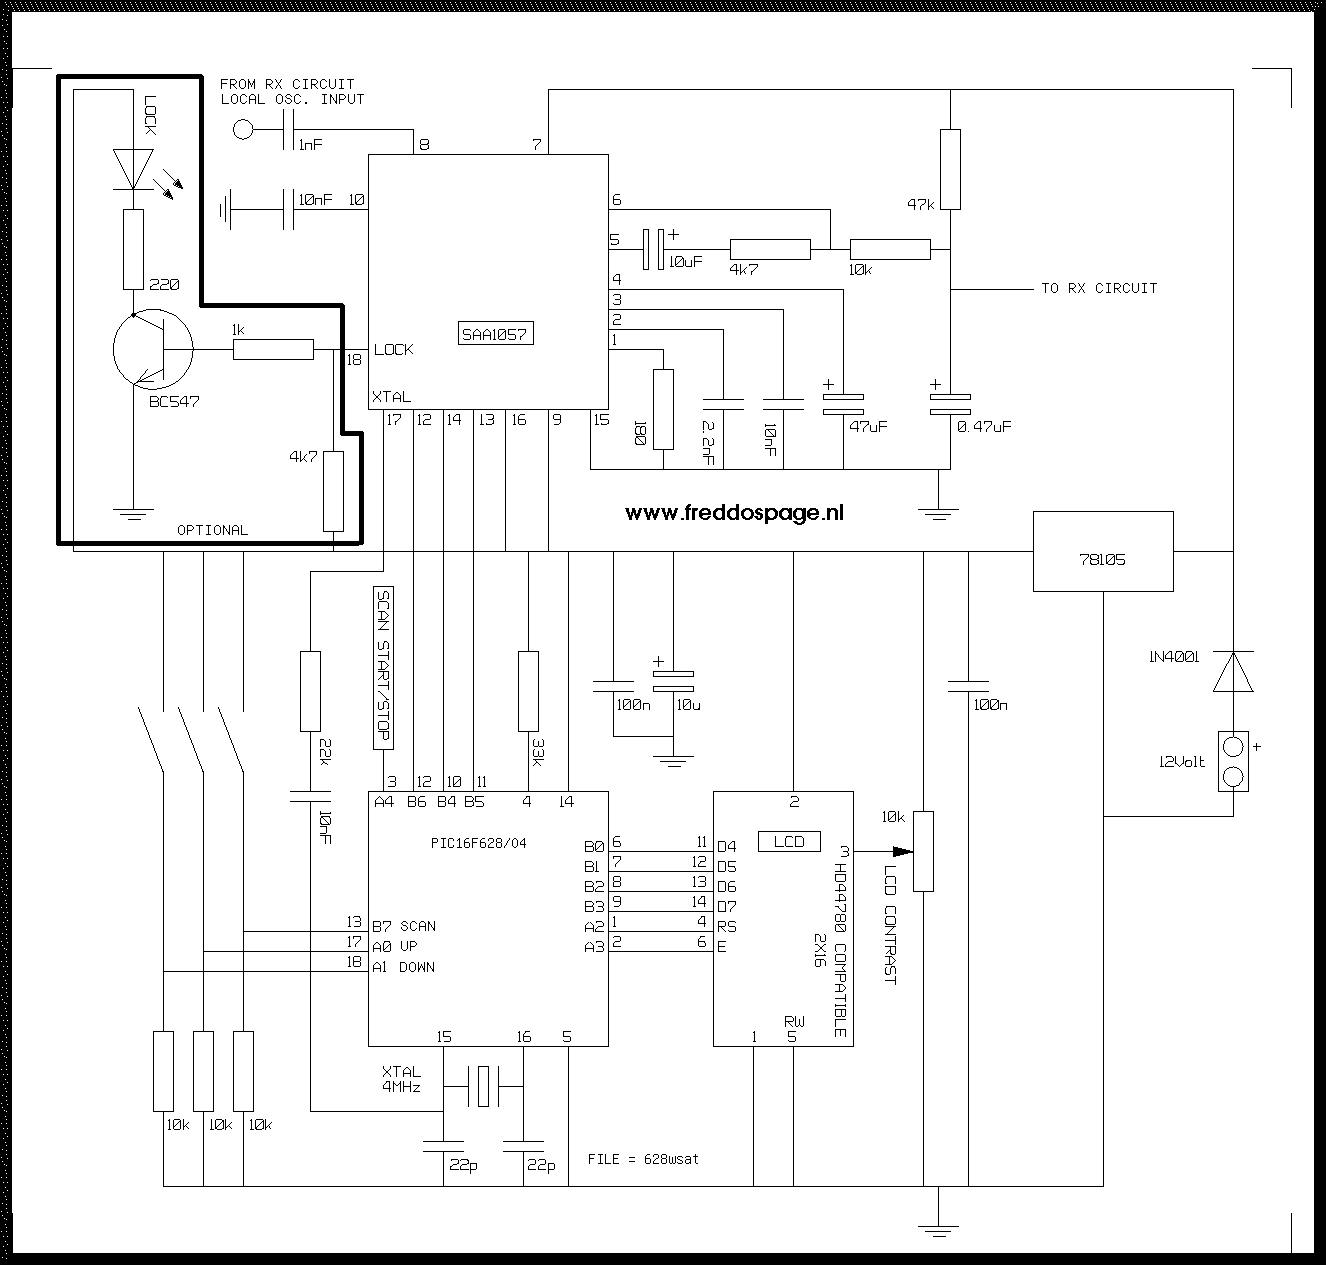 FROM RX CIRCUIT
LOCAL OSC. INPUT
LOCK
1nF
8
7
10nF
10
6
47k
5
+
10uF
4k7
10k
220
4
TO RX CIRCUIT
3
2
1
1k
SAA1057
18
LOCK
BC547
XTAL
+
+
17
12
14
13
16
9
15
180
2.2nF
10nF
47uF
0.47uF
4k7
OPTIONAL
www.freddospage.nl
78L05
SCAN START/STOP
22k
33k
100n
+
10u
100n
1N4001
12Volt
+
3
12
10
11
A4
B6
B4
B5
4
14
2
10nF
PIC16F628/04
LCD
10k
B0
6
11
D4
3
B1
7
12
D5
B2
8
13
D6
B3
9
14
D7
A2
1
4
RS
A3
2
6
E
HD44780 COMPATIBLE
2X16
LCD CONTRAST
13
B7 SCAN
17
A0 UP
18
A1 DOWN
15
16
5
RW
1
5
XTAL
4MHz
10k
10k
10k
22p
22p
FILE = 628wsat